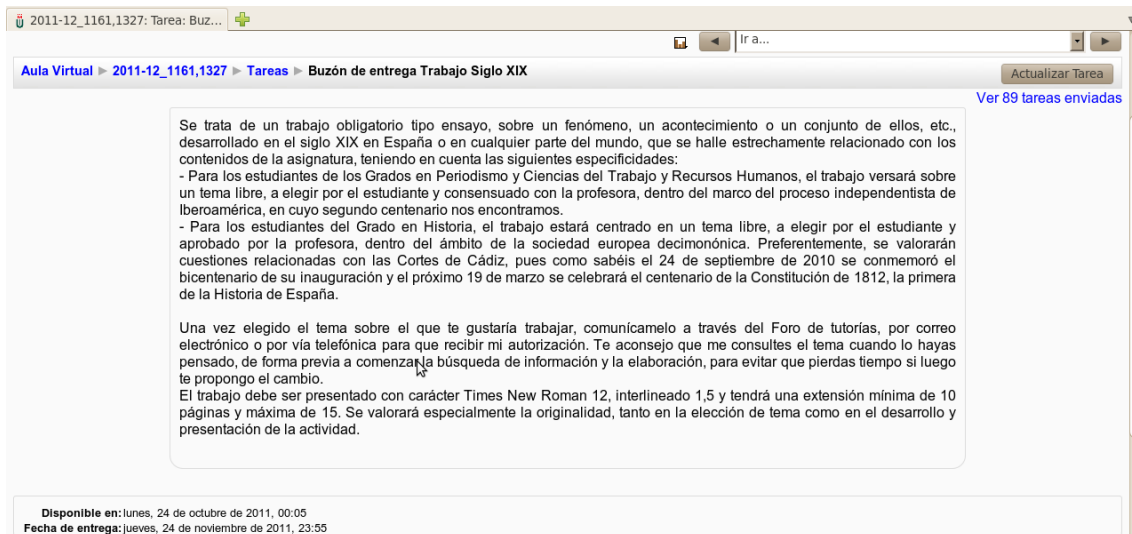 2011-12_1161,1327: Tarea: Buz...
Ir a...
Aula Virtual ► 2011-12_1161,1327 ► Tareas ► Buzón de entrega Trabajo Siglo XIX
Actualizar Tarea
Ver 89 tareas enviadas
Se trata de un trabajo obligatorio tipo ensayo, sobre un fenómeno, un acontecimiento o un conjunto de ellos, etc.,
desarrollado en el siglo XIX en España o en cualquier parte del mundo, que se halle estrechamente relacionado con los
contenidos de la asignatura, teniendo en cuenta las siguientes especificidades:
- Para los estudiantes de los Grados en Periodismo y Ciencias del Trabajo y Recursos Humanos, el trabajo versará sobre
un tema libre, a elegir por el estudiante y consensuado con la profesora, dentro del marco del proceso independentista de
Iberoamérica, en cuyo segundo centenario nos encontramos.
- Para los estudiantes del Grado en Historia, el trabajo estará centrado en un tema libre, a elegir por el estudiante y
aprobado por la profesora, dentro del ámbito de la sociedad europea decimonónica. Preferentemente, se valorarán
cuestiones relacionadas con las Cortes de Cádiz, pues como sabéis el 24 de septiembre de 2010 se conmemoró el
bicentenario de su inauguración y el próximo 19 de marzo se celebrará el centenario de la Constitución de 1812, la primera
de la Historia de España.
Una vez elegido el tema sobre el que te gustaría trabajar, comunícamelo a través del Foro de tutorías, por correo
electrónico o por vía telefónica para que recibir mi autorización. Te aconsejo que me consultes el tema cuando lo hayas
pensado, de forma previa a comenzar la búsqueda de información y la elaboración, para evitar que pierdas tiempo si luego
te propongo el cambio.
El trabajo debe ser presentado con carácter Times New Roman 12, interlineado 1,5 y tendrá una extensión mínima de 10
páginas y máxima de 15. Se valorará especialmente la originalidad, tanto en la elección de tema como en el desarrollo y
presentación de la actividad.
Disponible en: lunes, 24 de octubre de 2011, 00:05
Fecha de entrega: jueves, 24 de noviembre de 2011, 23:55